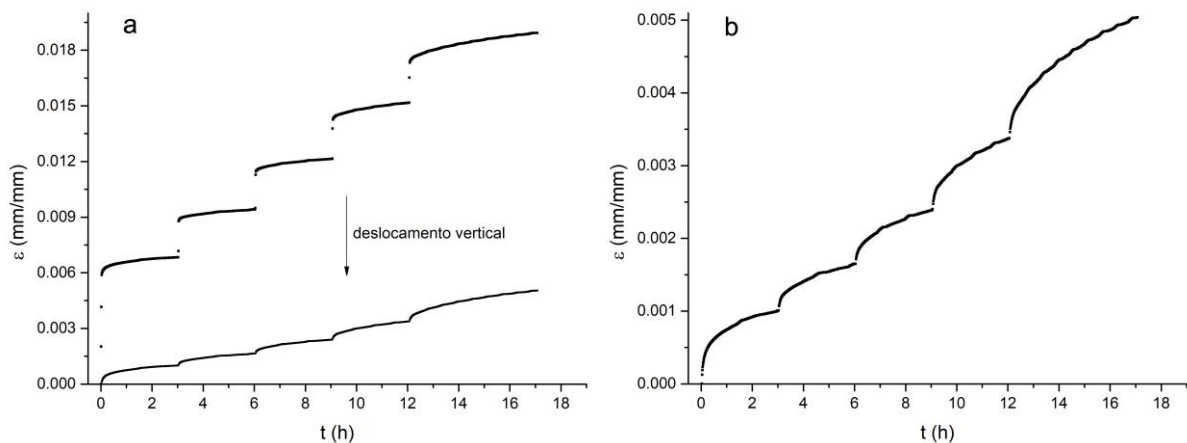 a
0.018
0.015
0.012
0.009
0.006
0.003
0.000
ε (mm/mm)
deslocamento vertical
0 2 4 6 8 10 12 14 16 18
t (h)
b
0.005
0.004
0.003
0.002
0.001
0.000
ε (mm/mm)
0 2 4 6 8 10 12 14 16 18
t (h)